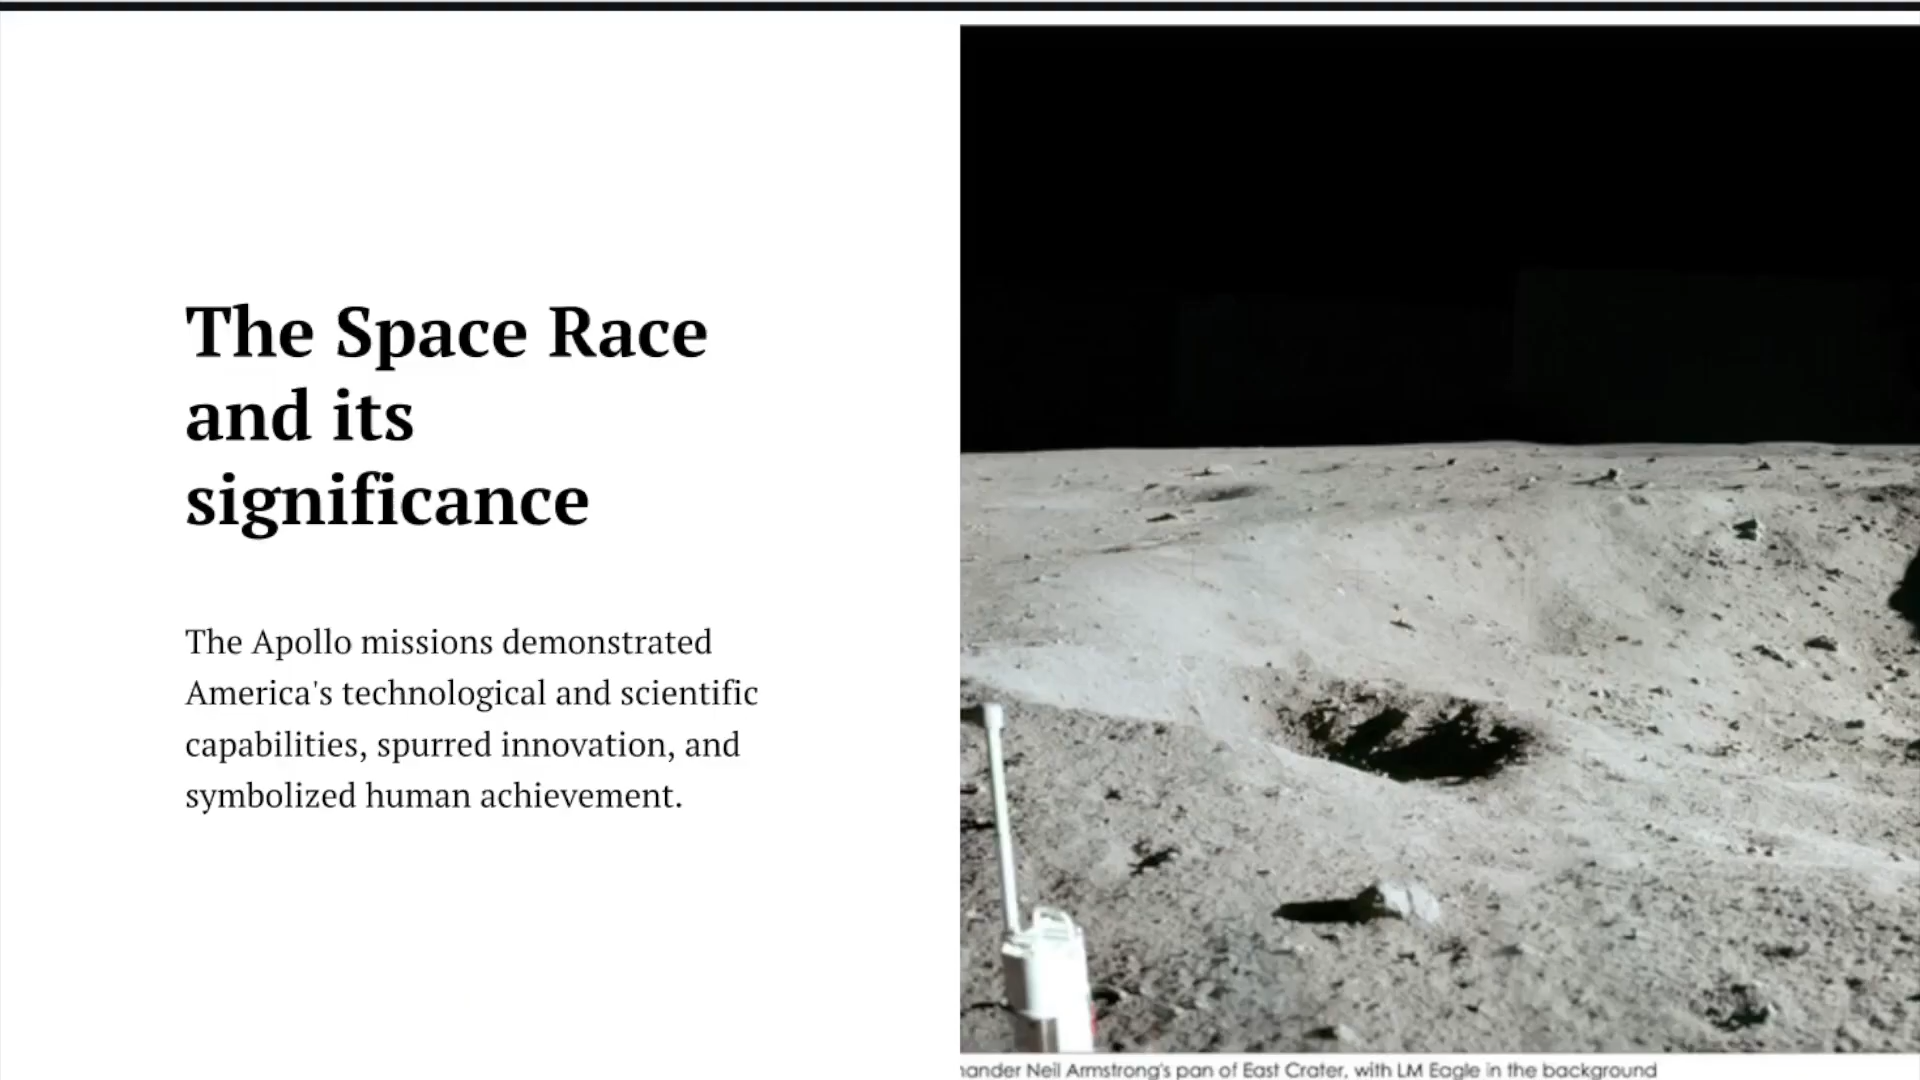 The Space Race
and its
significance
The Apollo missions demonstrated
America's technological and scientific
capabilities, spurred innovation, and
symbolized human achievement.
Neil Armstrong's pan of East Crater, with LM Eagle in the background